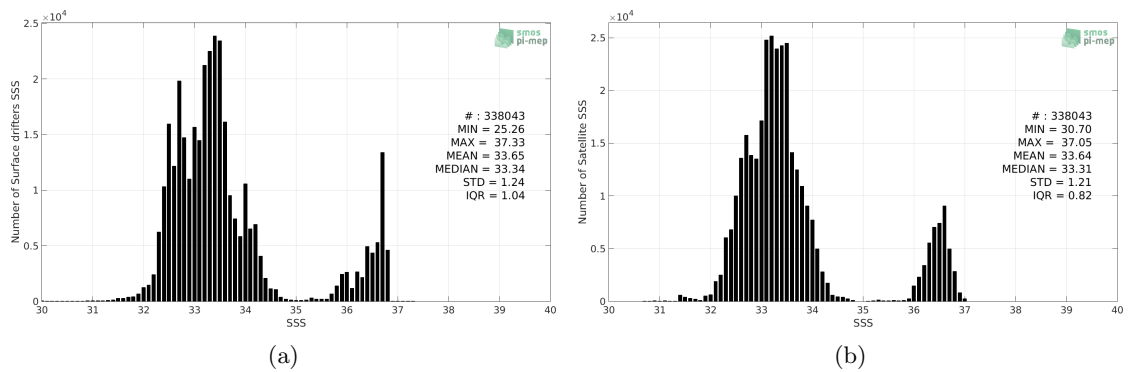 ×10⁴
2.5
2
1.5
1
0.5
0
Number of Surface drifters SSS
30 31 32 33 34 35 36 37 38 39 40
SSS
smos
pi-mep
# : 338043
MIN = 25.26
MAX = 37.33
MEAN = 33.65
MEDIAN = 33.34
STD = 1.24
IQR = 1.04
(a)
×10⁴
2.5
2
1.5
1
0.5
0
Number of Satellite SSS
30 31 32 33 34 35 36 37 38 39 40
SSS
smos
pi-mep
# : 338043
MIN = 30.70
MAX = 37.05
MEAN = 33.64
MEDIAN = 33.31
STD = 1.21
IQR = 0.82
(b)